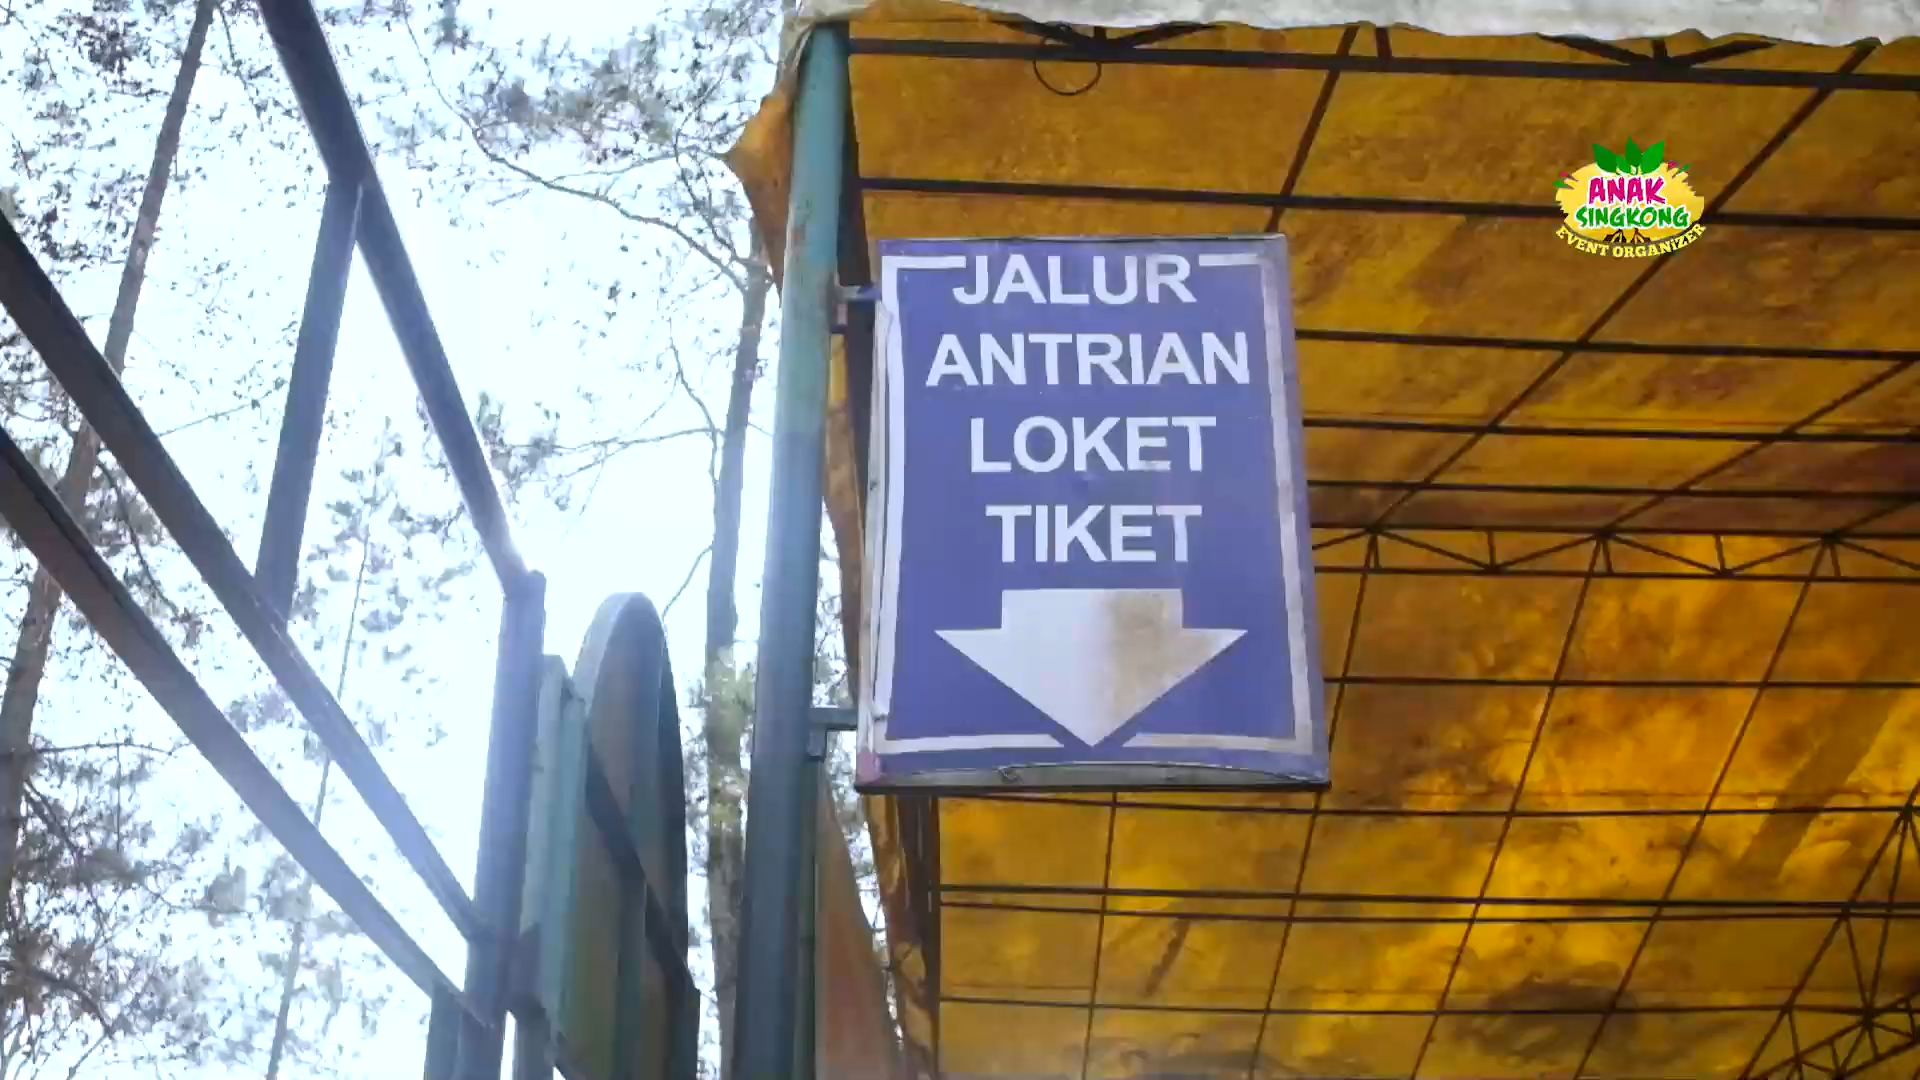 JALUR
ANTRIAN
LOKET
TIKET
ANAK
SINGKONG
EVENT ORGANIZER